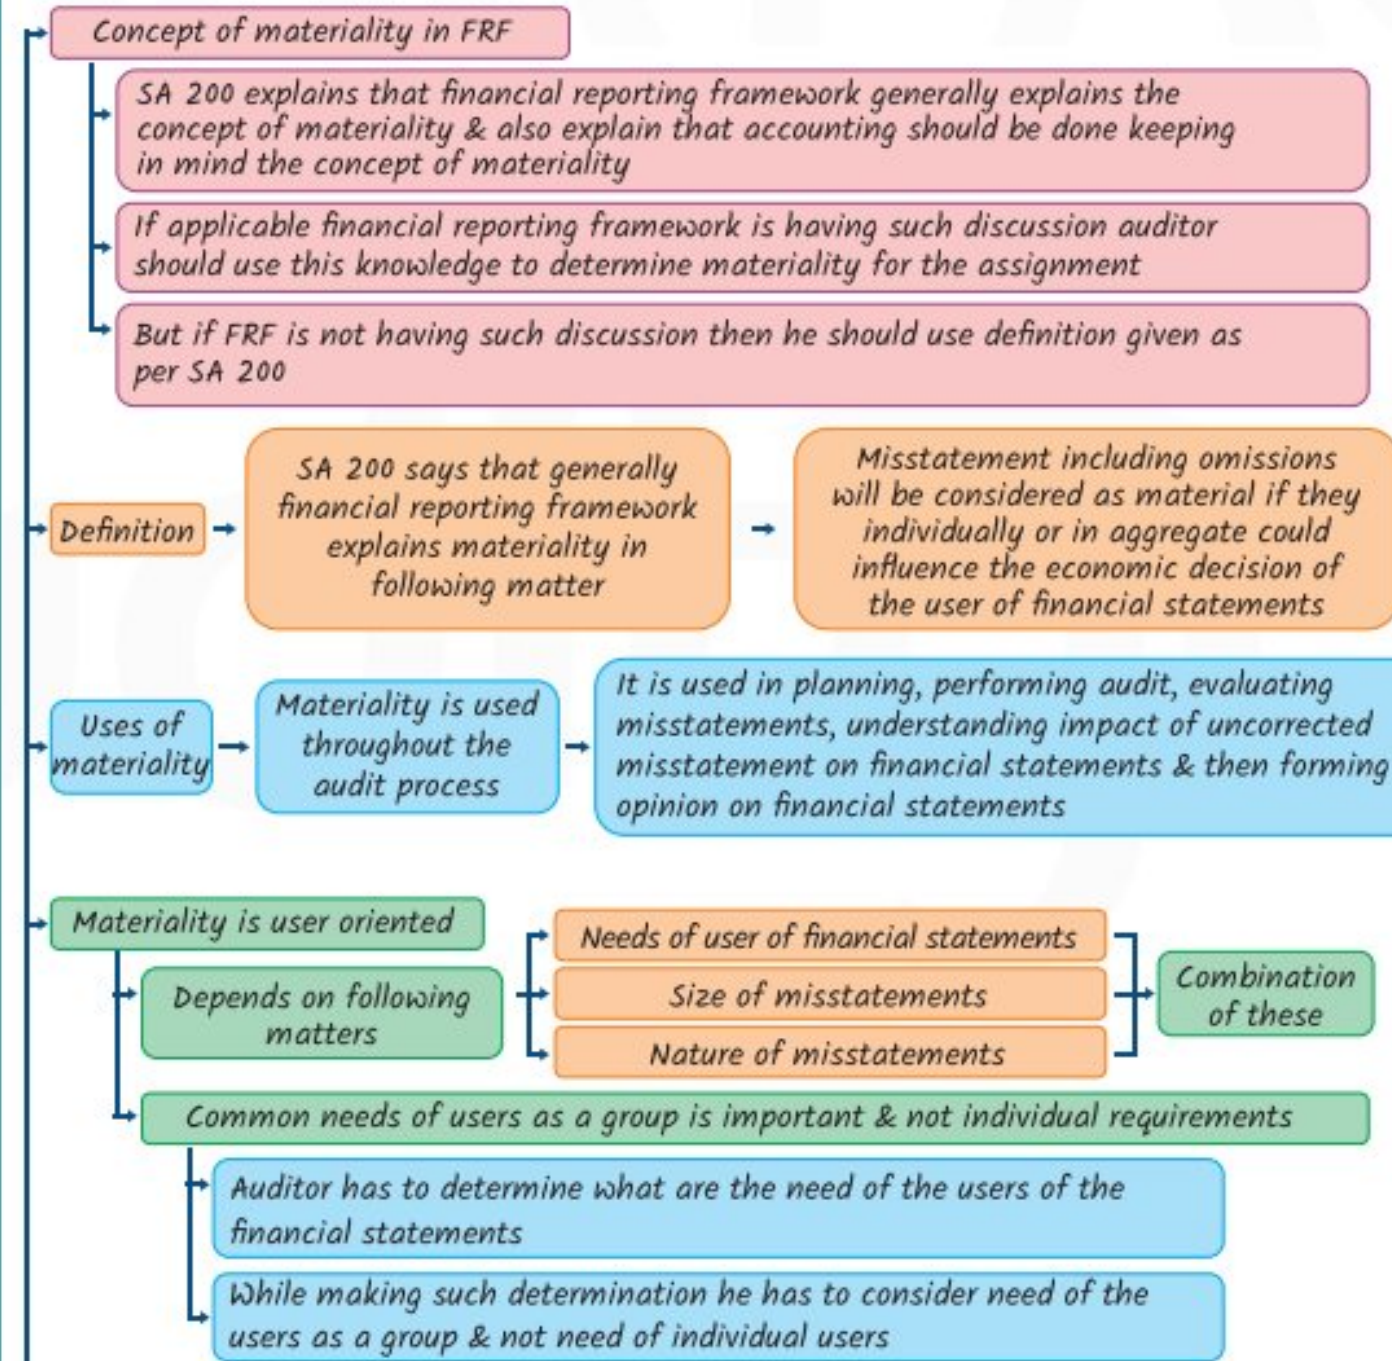 Concept of materiality in FRF
SA 200 explains that financial reporting framework generally explains the
concept of materiality & also explain that accounting should be done keeping
in mind the concept of materiality
If applicable financial reporting framework is having such discussion auditor
should use this knowledge to determine materiality for the assignment
But if FRF is not having such discussion then he should use definition given as
per SA 200
Definition
SA 200 says that generally
financial reporting framework
explains materiality in
following matter
Misstatement including omissions
will be considered as material if they
individually or in aggregate could
influence the economic decision of
the user of financial statements
Uses of
materiality
Materiality is used
throughout the
audit process
It is used in planning, performing audit, evaluating
misstatements, understanding impact of uncorrected
misstatement on financial statements & then forming
opinion on financial statements
Materiality is user oriented
Depends on following
matters
Needs of user of financial statements
Size of misstatements
Nature of misstatements
Combination
of these
Common needs of users as a group is important & not individual requirements
Auditor has to determine what are the need of the users of the
financial statements
While making such determination he has to consider need of the
users as a group & not need of individual users